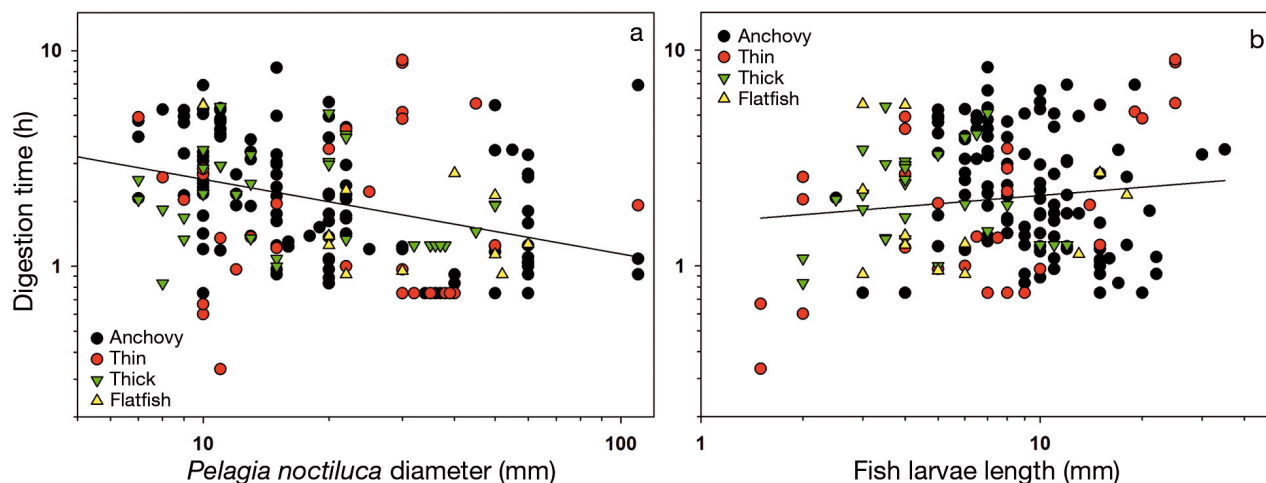 a
10
1
Digestion time (h)
Anchovy
Thin
Thick
Flatfish
10
100
Pelagia noctiluca diameter (mm)
b
10
1
Anchovy
Thin
Thick
Flatfish
1
10
Fish larvae length (mm)